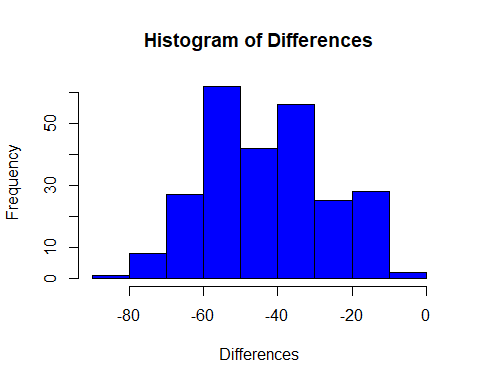 Histogram of Differences
Frequency
50
30
10
0
-80 -60 -40 -20 0
Differences